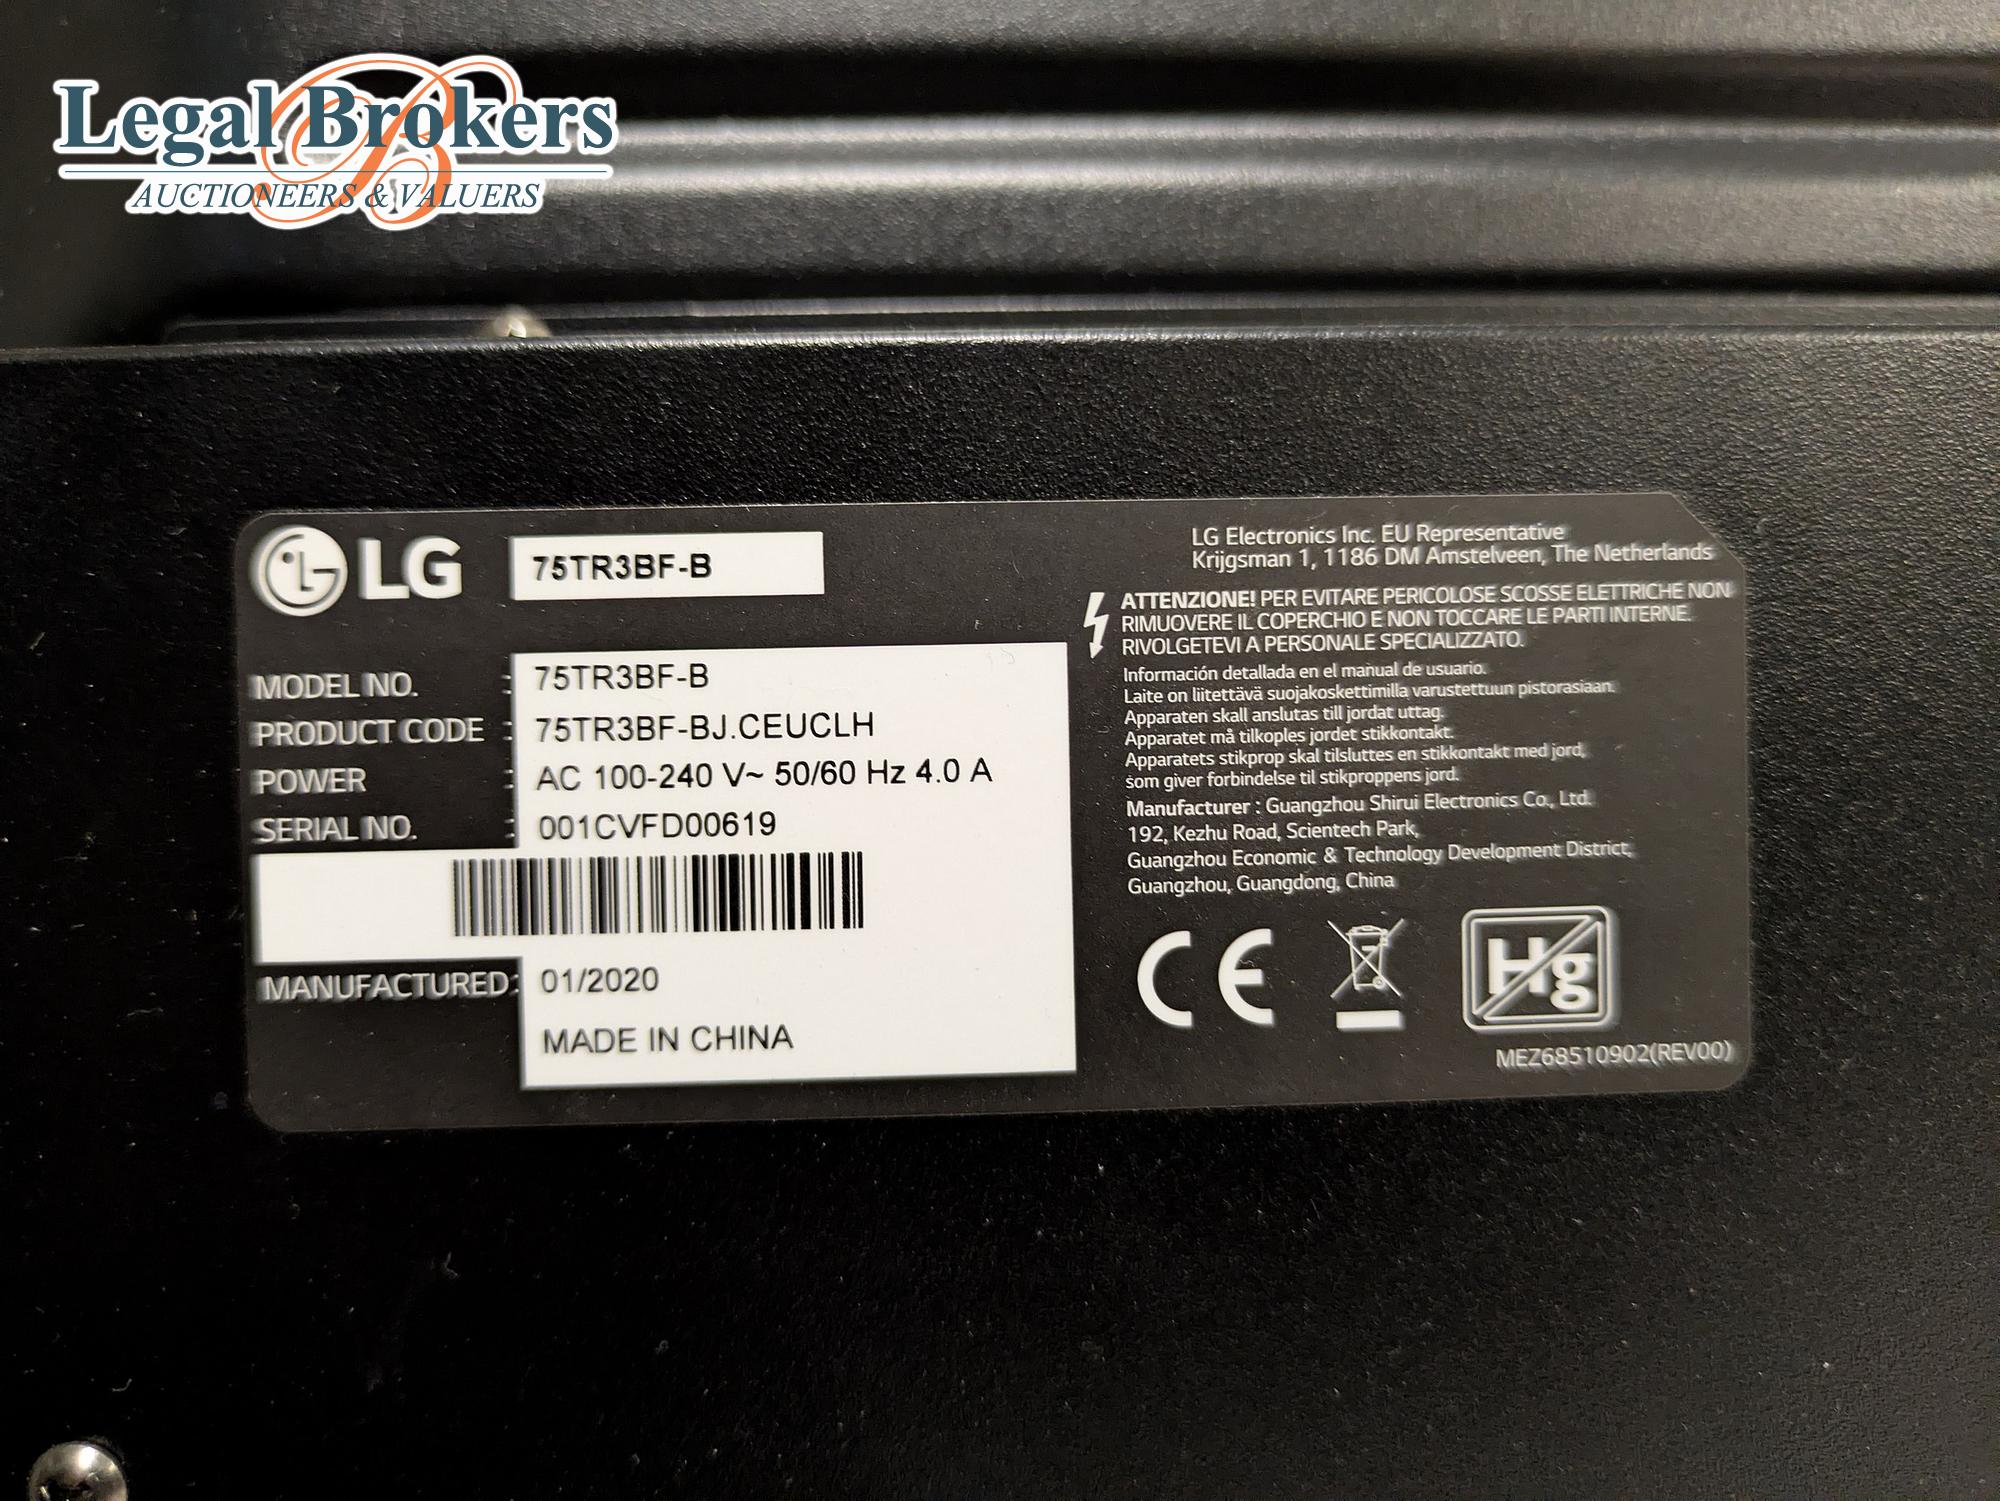 Legal Brokers
AUCTIONEERS & VALUERS
LG 75TR3BF-B
MODEL NO. : 75TR3BF-B
PRODUCT CODE : 75TR3BF-BJ.CEUCLH
POWER : AC 100-240 V~ 50/60 Hz 4.0 A
SERIAL NO. : 001CVFD00619
MANUFACTURED : 01/2020
MADE IN CHINA
LG Electronics Inc. EU Representative
Krijgsman 1, 1186 DM Amstelveen, The Netherlands
ATTENZIONE! PER EVITARE PERICOLOSE SCOSSE ELETTRICHE NON
RIMUOVERE IL COPERCHIO E NON TOCCARE LE PARTI INTERNE.
RIVOLGETEVI A PERSONALE SPECIALIZZATO.
Información detallada en el manual de usuario.
Laite on liitettävä suojakoskettimilla varustettuun pistorasiaan.
Apparaten skall anslutas till jordat uttag.
Apparatet må tilkoples jordet stikkontakt.
Apparatets stikprop skal tilsluttes en stikkontakt med jord,
som giver forbindelse til stikproppens jord.
Manufacturer : Guangzhou Shirui Electronics Co., Ltd.
192, Kezhu Road, Scientech Park,
Guangzhou Economic & Technology Development District,
Guangzhou, Guangdong, China
CE
Hg
MEZ68510902(REV00)